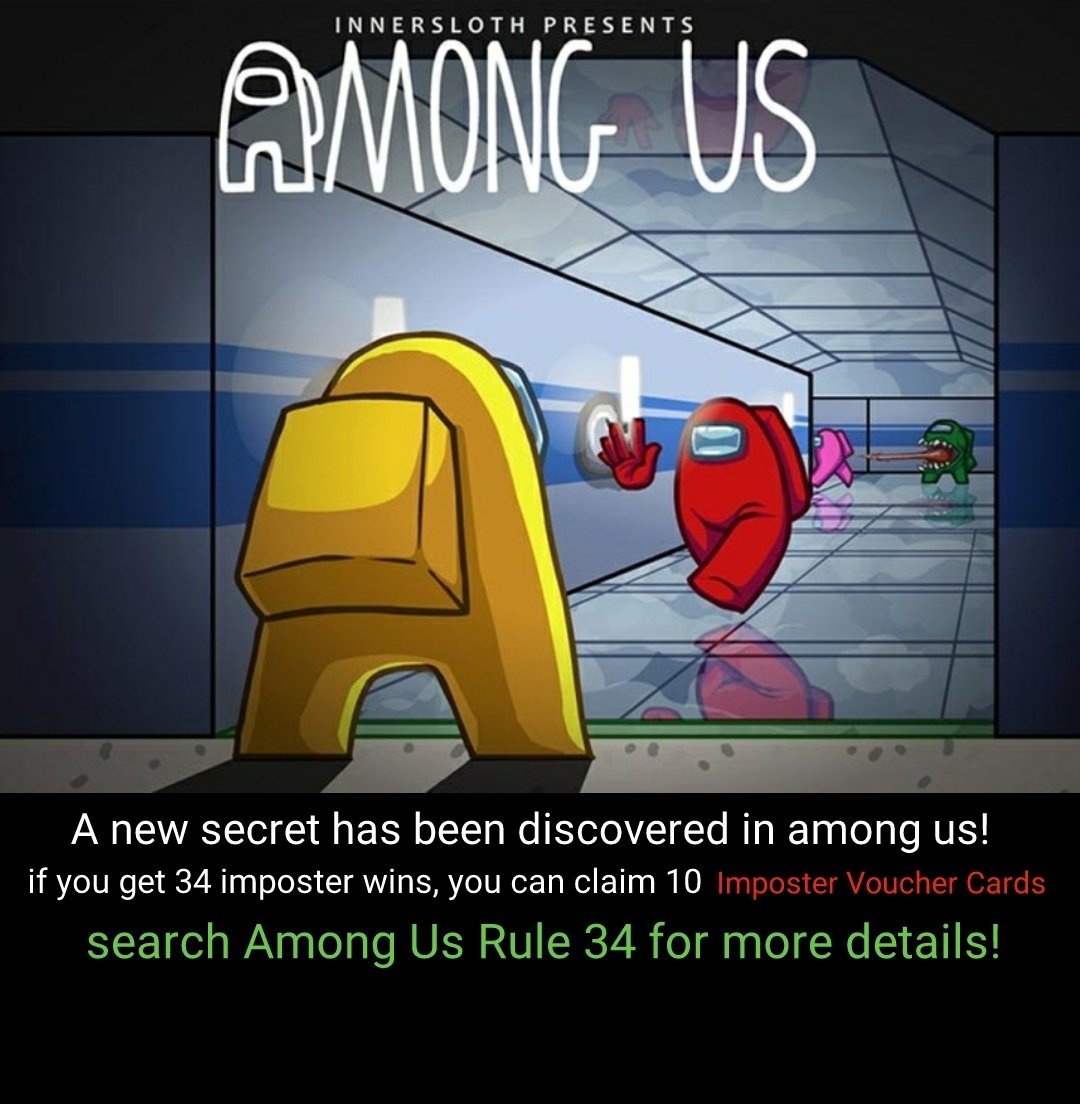 INNERSLOTH PRESENTS
AMONG US
A new secret has been discovered in among us!
if you get 34 imposter wins, you can claim 10 Imposter Voucher Cards
search Among Us Rule 34 for more details!